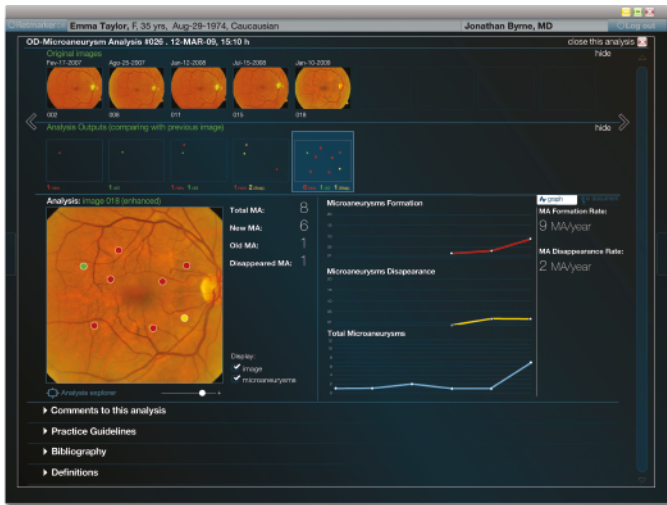 Emma Taylor, F, 35 yrs, Aug-29-1974, Caucausian
Jonathan Byrne, MD
Log out
OD-Microaneurysm Analysis #026 , 12-MAR-09, 15:10 h
close this analysis
Original images
hide
Fev-17-2007
Ago-25-2007
Jan-12-2008
Jul-15-2008
Jan-10-2009
002
006
011
015
018
Analysis Outputs (comparing with previous image)
hide
Analysis: image 018 (enhanced)
Total MA: 8
New MA: 6
Old MA: 1
Disappeared MA: 1
Display:
image
microaneurysms
Analysis explorer
Microaneurysms Formation
Microaneurysms Disapearance
Total Microaneurysms
graph
MA Formation Rate:
9 MA/year
MA Disappearance Rate:
2 MA/year
Comments to this analysis
Practice Guidelines
Bibliography
Definitions